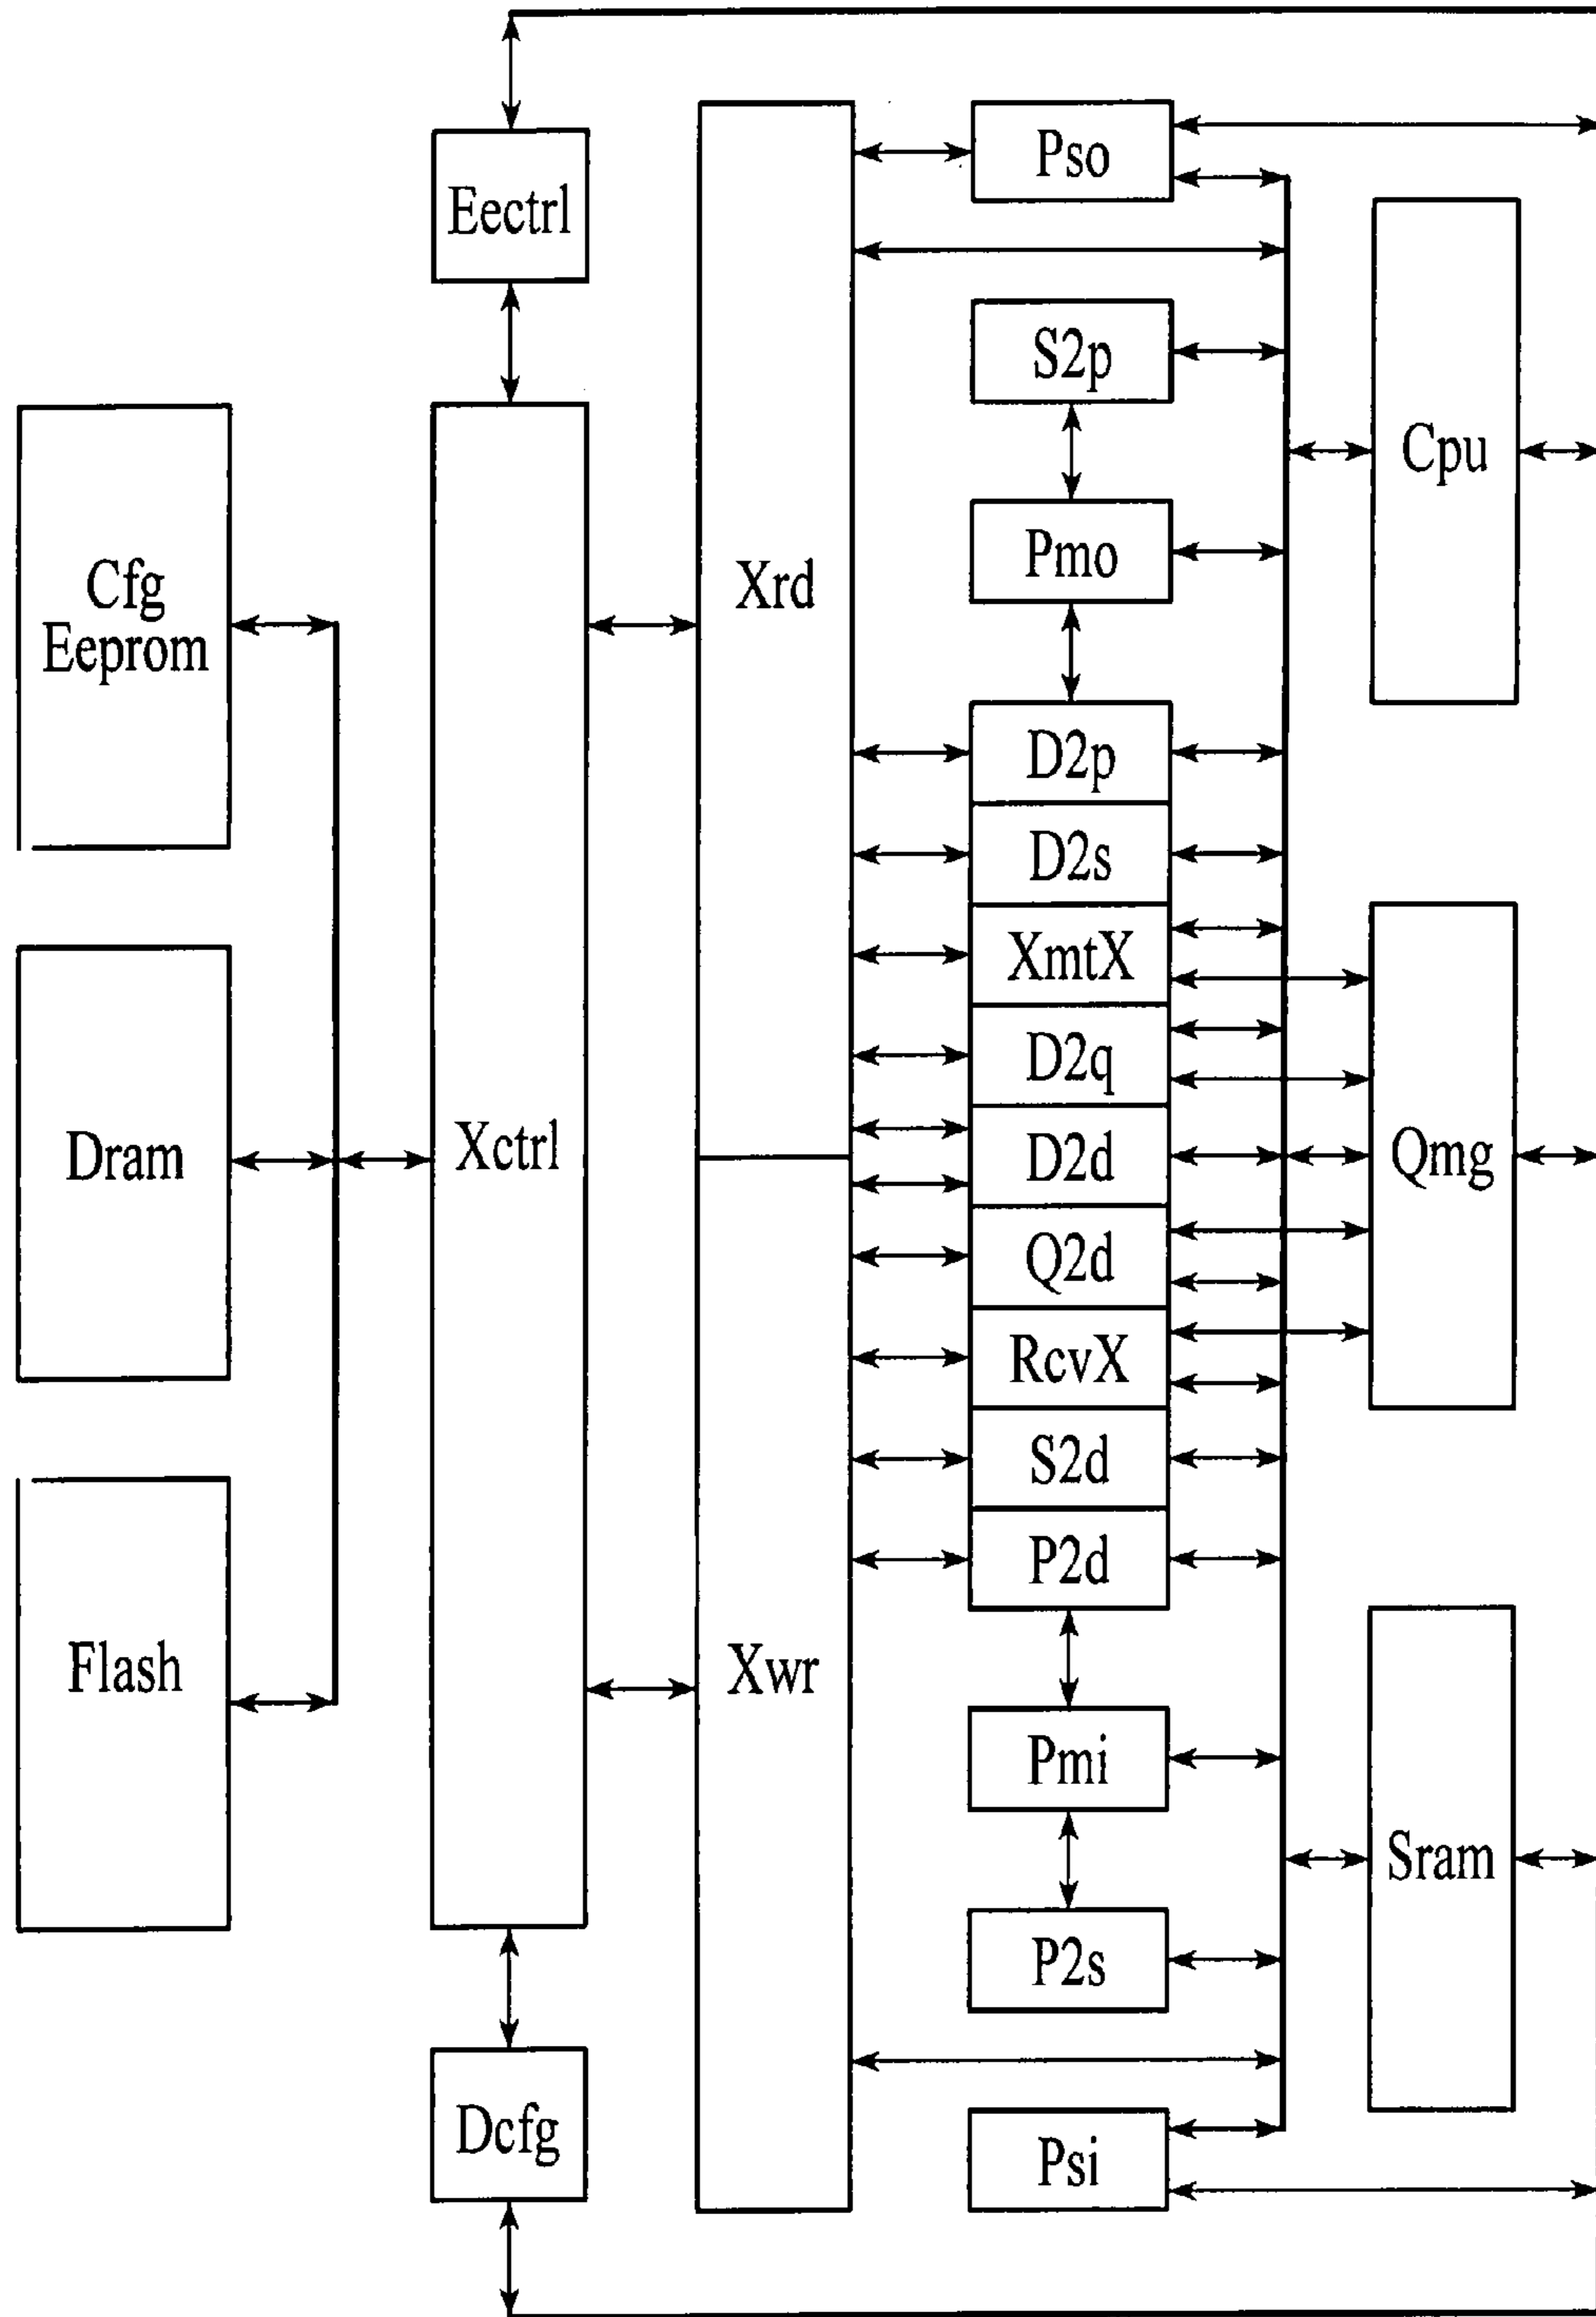 Eectrl
Pso
S2p
Cpu
Cfg
Eeprom
Pmo
Xrd
D2p
D2s
XmtX
D2q
Dram
Xctrl
D2d
Qmg
Q2d
RcvX
S2d
P2d
Flash
Xwr
Pmi
Sram
P2s
Dcfg
Psi